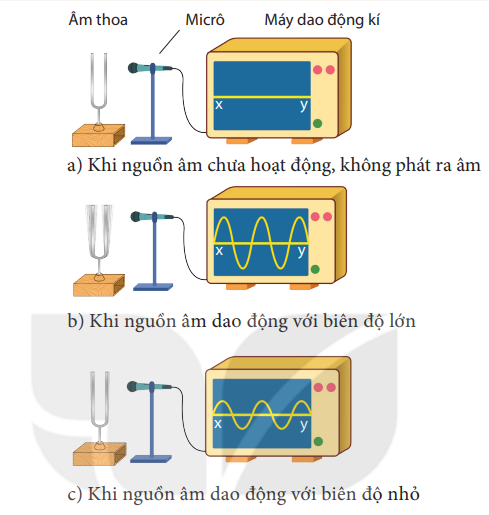 Âm thoa Micrô Máy dao động kí
x y
a) Khi nguồn âm chưa hoạt động, không phát ra âm
x y
b) Khi nguồn âm dao động với biên độ lớn
x y
c) Khi nguồn âm dao động với biên độ nhỏ